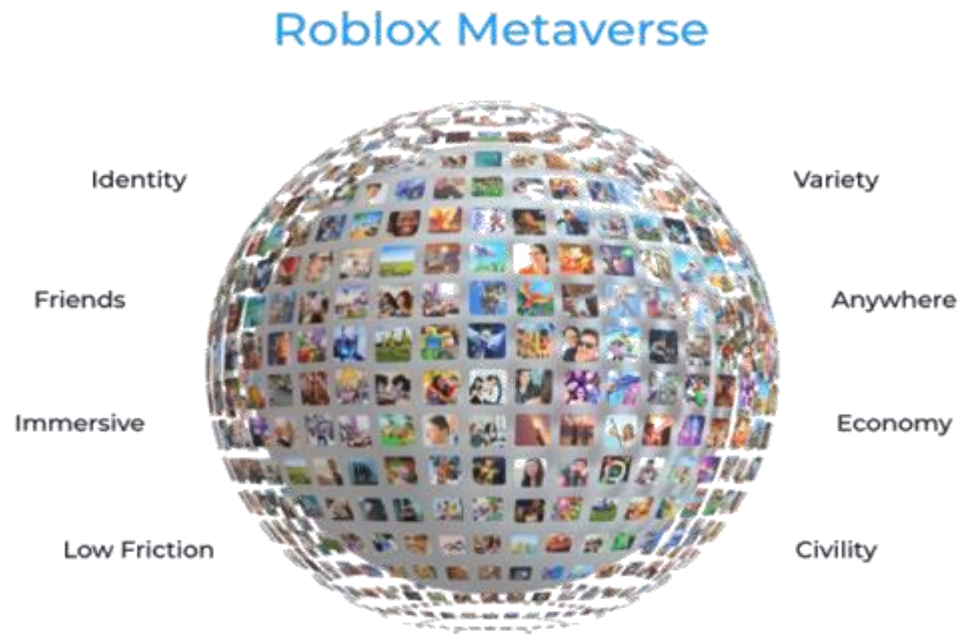 Roblox Metaverse
Identity
Variety
Friends
Anywhere
Immersive
Economy
Low Friction
Civility